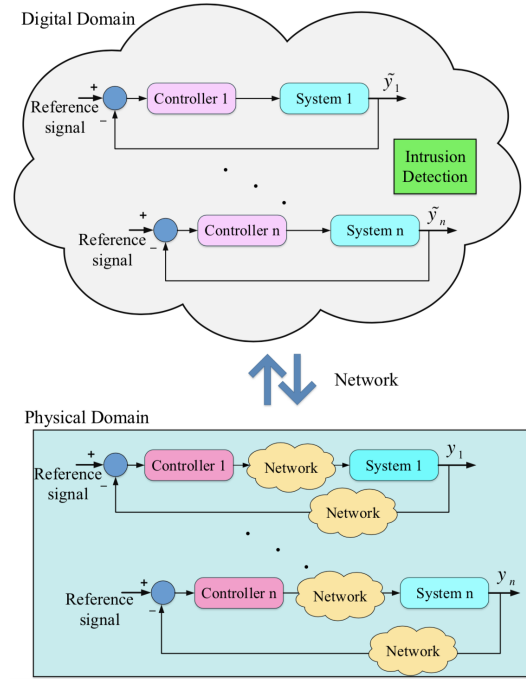 Digital Domain
+
Reference
signal
−
Controller 1
System 1
ỹ1
Intrusion
Detection
+
Reference
signal
−
Controller n
System n
ỹn
Network
Physical Domain
+
Reference
signal
−
Controller 1
Network
System 1
y1
Network
+
Reference
signal
−
Controller n
Network
System n
yn
Network